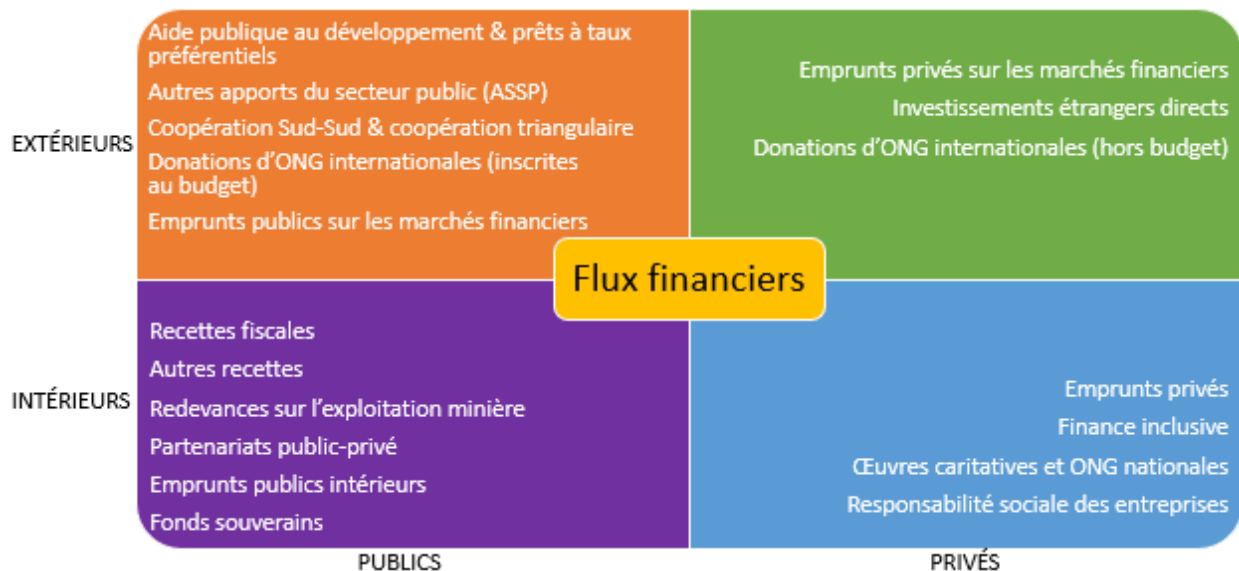 EXTÉRIEURS
Aide publique au développement & prêts à taux
préférentiels
Autres apports du secteur public (ASSP)
Coopération Sud-Sud & coopération triangulaire
Donations d’ONG internationales (inscrites
au budget)
Emprunts publics sur les marchés financiers
Emprunts privés sur les marchés financiers
Investissements étrangers directs
Donations d’ONG internationales (hors budget)
Flux financiers
INTÉRIEURS
Recettes fiscales
Autres recettes
Redevances sur l’exploitation minière
Partenariats public-privé
Emprunts publics intérieurs
Fonds souverains
Emprunts privés
Finance inclusive
Œuvres caritatives et ONG nationales
Responsabilité sociale des entreprises
PUBLICS
PRIVÉS